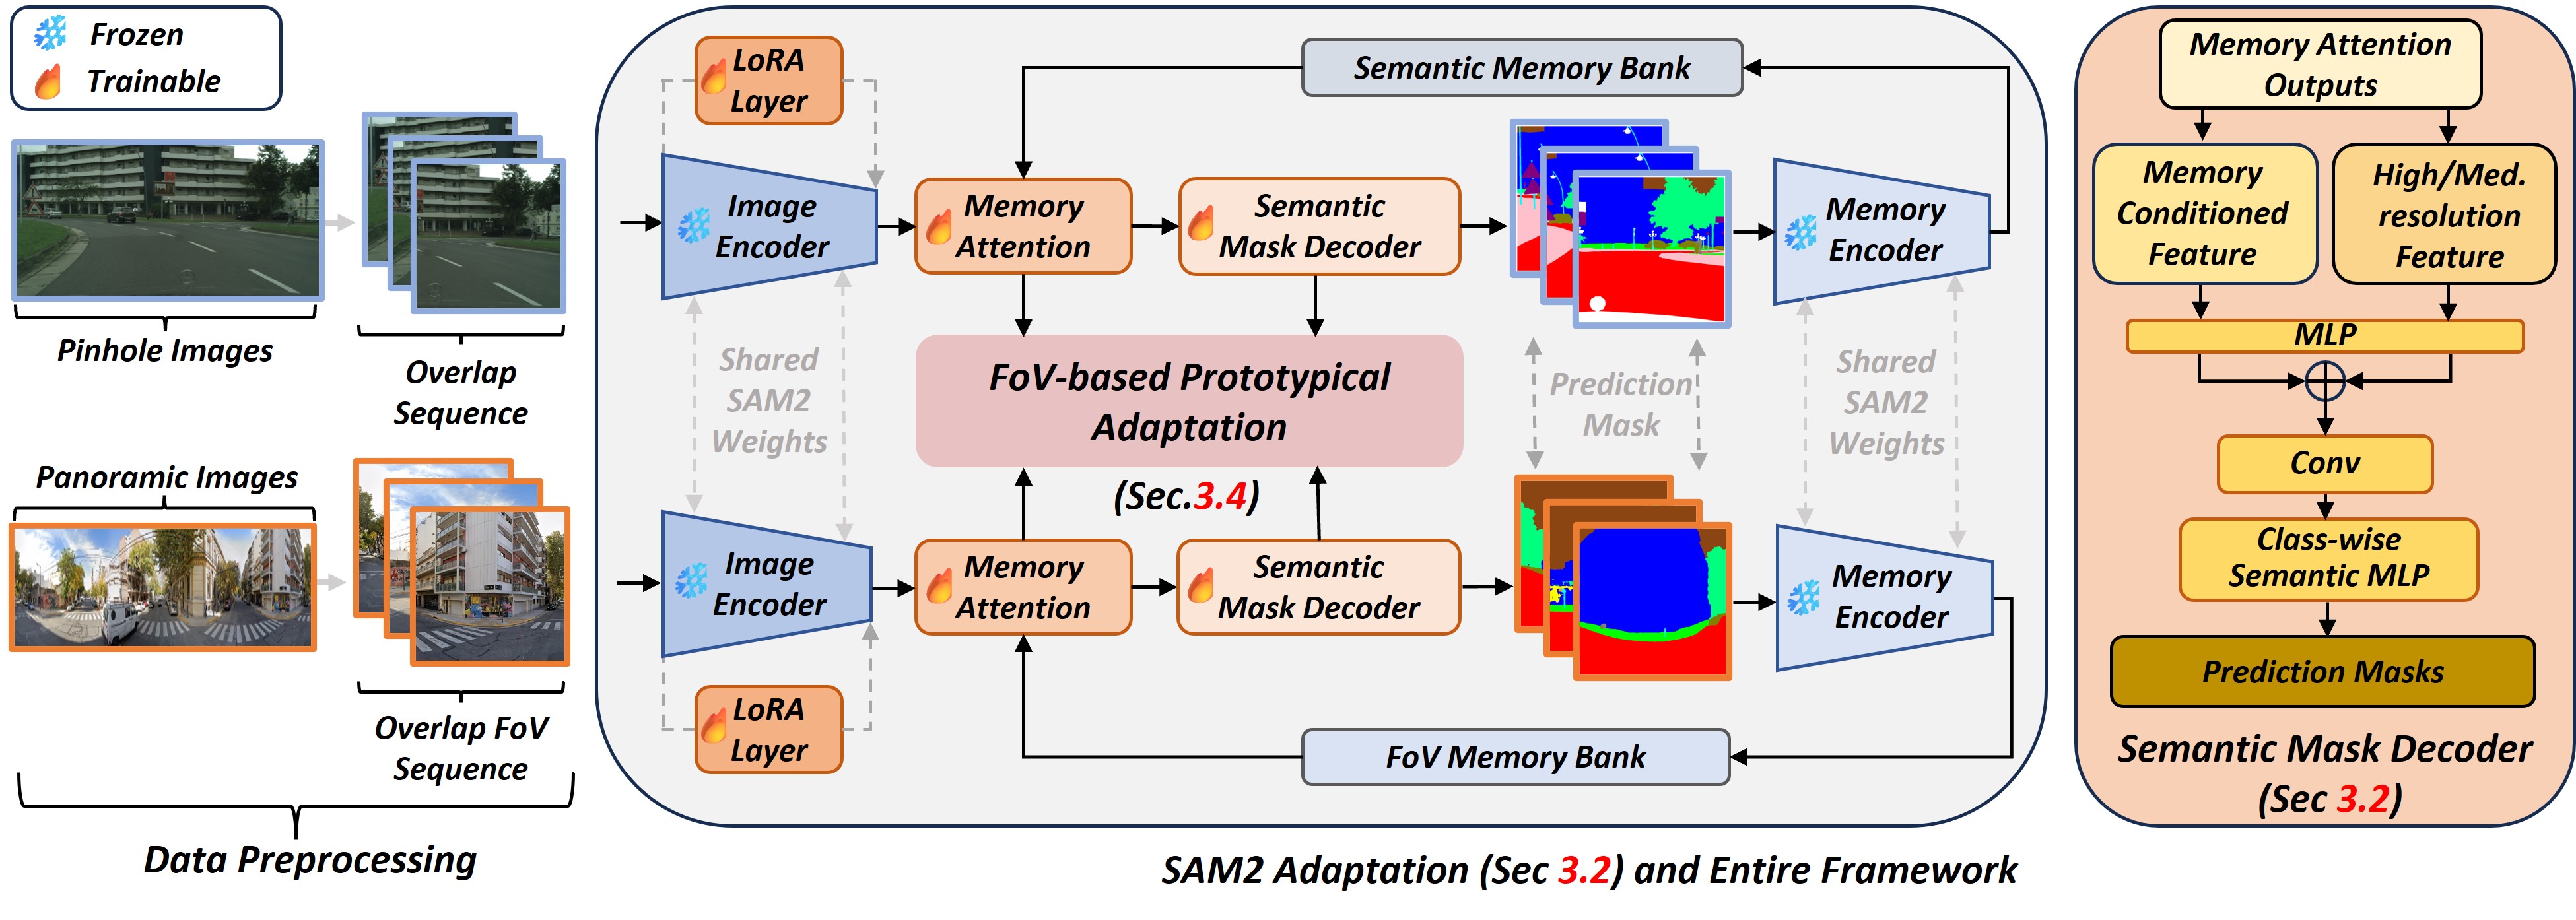 Frozen
Trainable
Pinhole Images
Overlap
Sequence
Panoramic Images
Overlap FoV
Sequence
Data Preprocessing
LoRA
Layer
Semantic Memory Bank
Image
Encoder
Memory
Attention
Semantic
Mask Decoder
Memory
Encoder
Shared
SAM2
Weights
FoV-based Prototypical
Adaptation
(Sec.3.4)
Prediction
Mask
Shared
SAM2
Weights
Image
Encoder
Memory
Attention
Semantic
Mask Decoder
Memory
Encoder
LoRA
Layer
FoV Memory Bank
SAM2 Adaptation (Sec 3.2) and Entire Framework
Memory Attention
Outputs
Memory
Conditioned
Feature
High/Med.
resolution
Feature
MLP
Conv
Class-wise
Semantic MLP
Prediction Masks
Semantic Mask Decoder
(Sec 3.2)